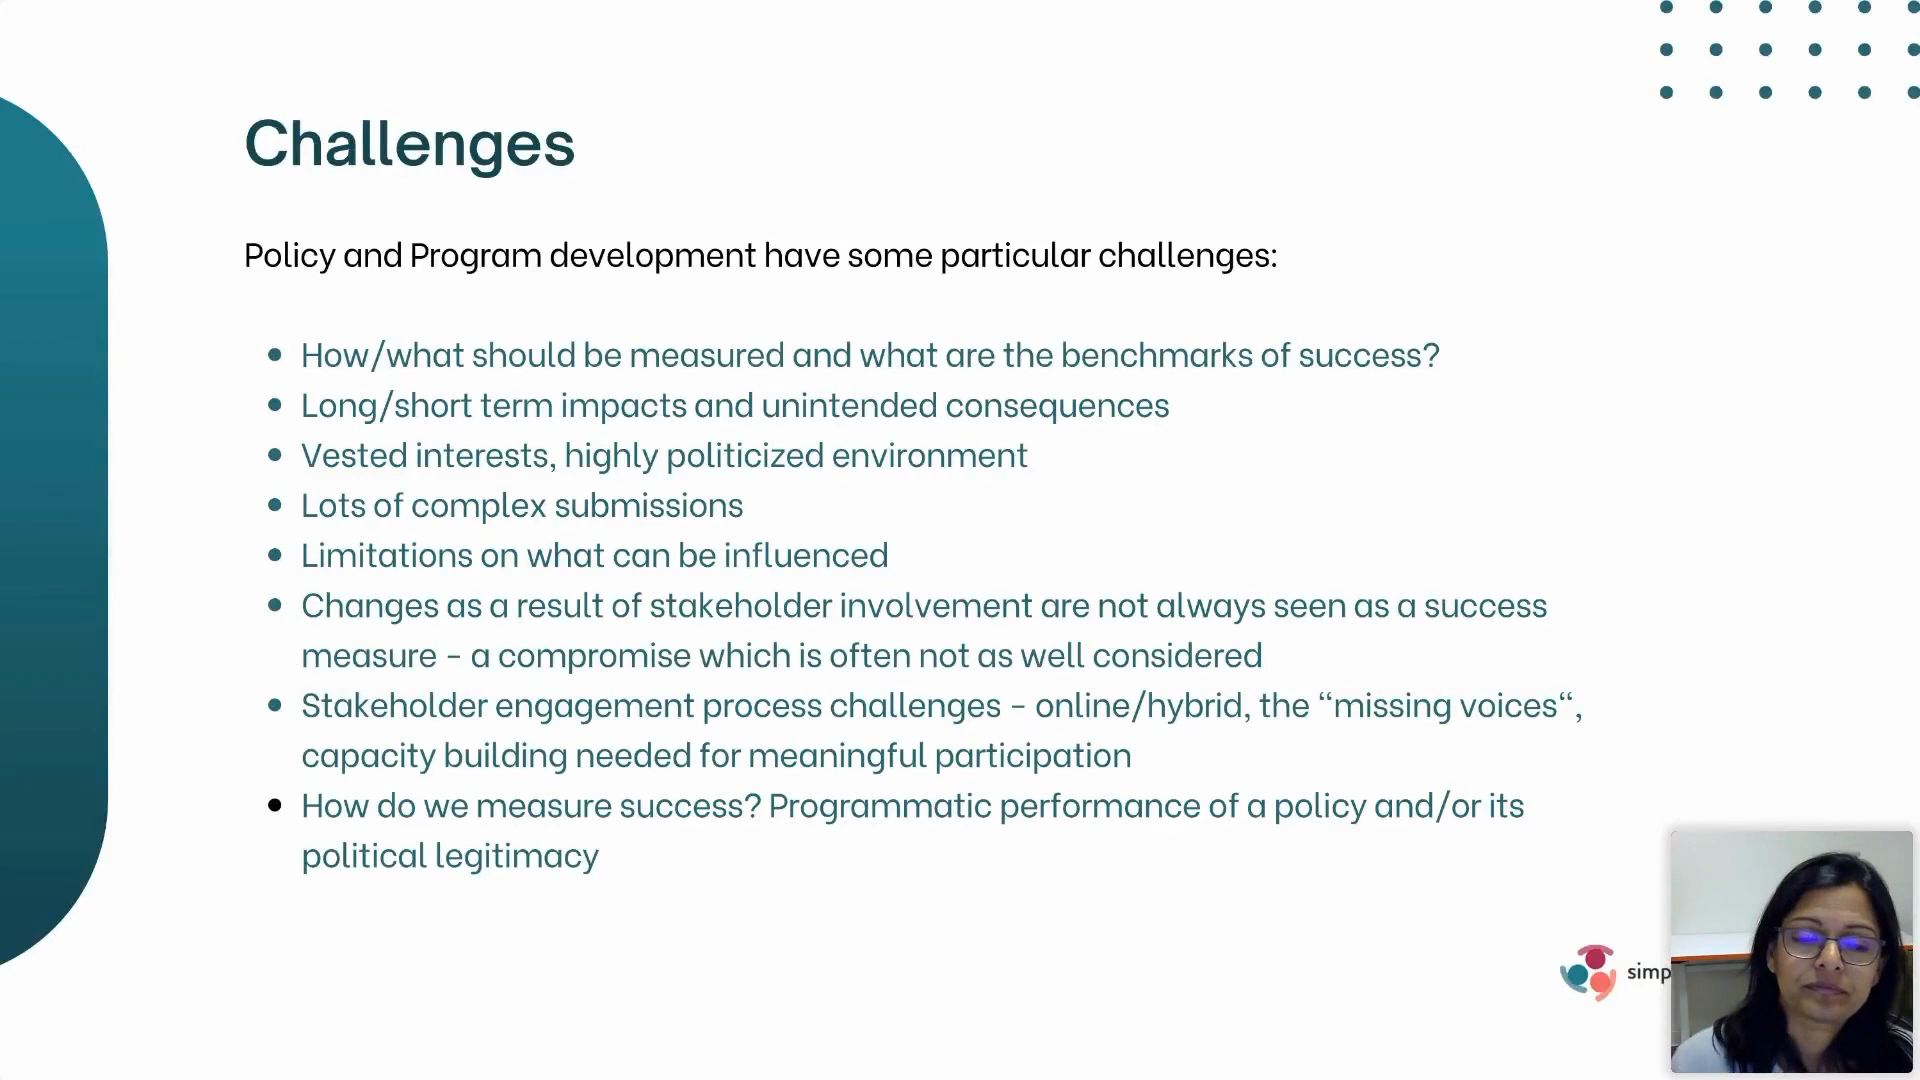 Challenges
Policy and Program development have some particular challenges:
• How/what should be measured and what are the benchmarks of success?
• Long/short term impacts and unintended consequences
• Vested interests, highly politicized environment
• Lots of complex submissions
• Limitations on what can be influenced
• Changes as a result of stakeholder involvement are not always seen as a success
measure - a compromise which is often not as well considered
• Stakeholder engagement process challenges - online/hybrid, the “missing voices“,
capacity building needed for meaningful participation
• How do we measure success? Programmatic performance of a policy and/or its
political legitimacy
simp